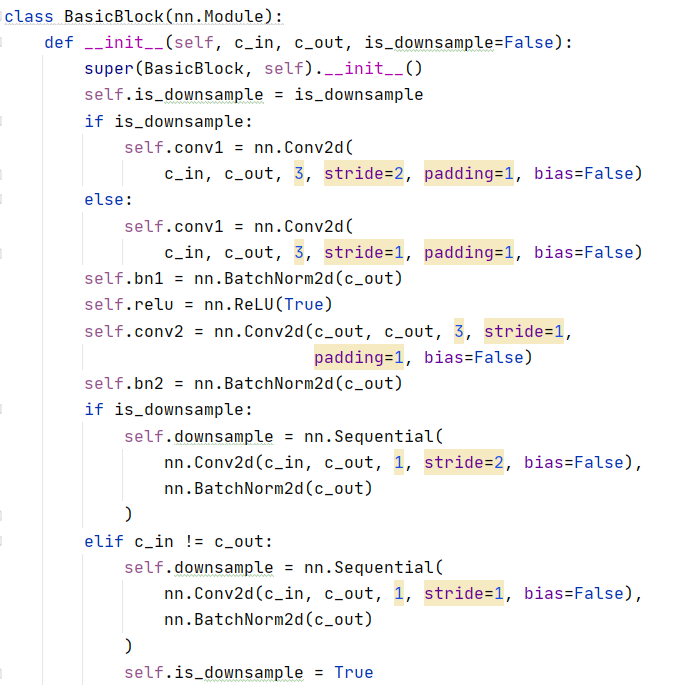 class BasicBlock(nn.Module):
    def __init__(self, c_in, c_out, is_downsample=False):
        super(BasicBlock, self).__init__()
        self.is_downsample = is_downsample
        if is_downsample:
            self.conv1 = nn.Conv2d(
                c_in, c_out, 3, stride=2, padding=1, bias=False)
        else:
            self.conv1 = nn.Conv2d(
                c_in, c_out, 3, stride=1, padding=1, bias=False)
        self.bn1 = nn.BatchNorm2d(c_out)
        self.relu = nn.ReLU(True)
        self.conv2 = nn.Conv2d(c_out, c_out, 3, stride=1,
                               padding=1, bias=False)
        self.bn2 = nn.BatchNorm2d(c_out)
        if is_downsample:
            self.downsample = nn.Sequential(
                nn.Conv2d(c_in, c_out, 1, stride=2, bias=False),
                nn.BatchNorm2d(c_out)
            )
        elif c_in != c_out:
            self.downsample = nn.Sequential(
                nn.Conv2d(c_in, c_out, 1, stride=1, bias=False),
                nn.BatchNorm2d(c_out)
            )
            self.is_downsample = True